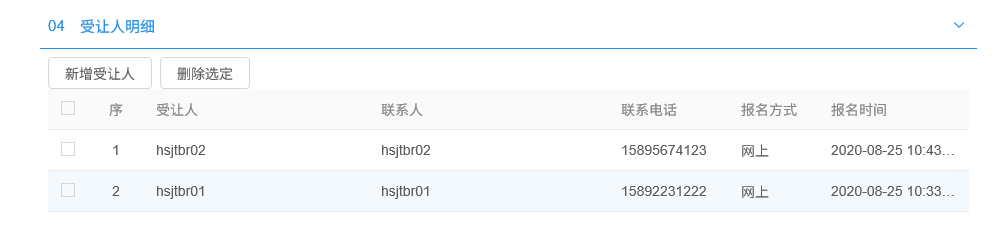 04 受让人明细
新增受让人 删除选定
序 受让人 联系人 联系电话 报名方式 报名时间
1 hsjtbr02 hsjtbr02 15895674123 网上 2020-08-25 10:43...
2 hsjtbr01 hsjtbr01 15892231222 网上 2020-08-25 10:33...